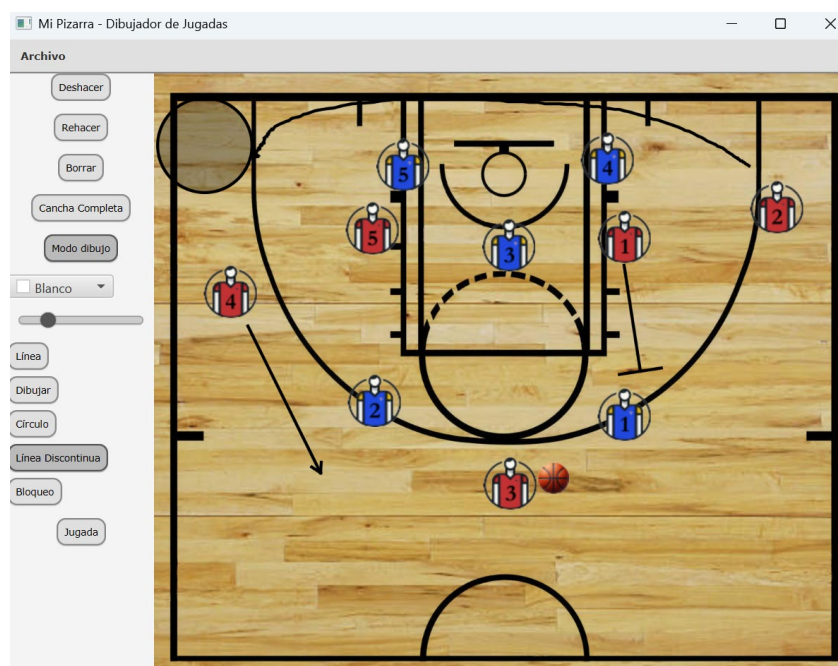 Mi Pizarra - Dibujador de Jugadas
Archivo
Deshacer
Rehacer
Borrar
Cancha Completa
Modo dibujo
Blanco
Línea
Dibujar
Círculo
Línea Discontinua
Bloqueo
Jugada
5
4
5
3
1
2
4
2
1
3